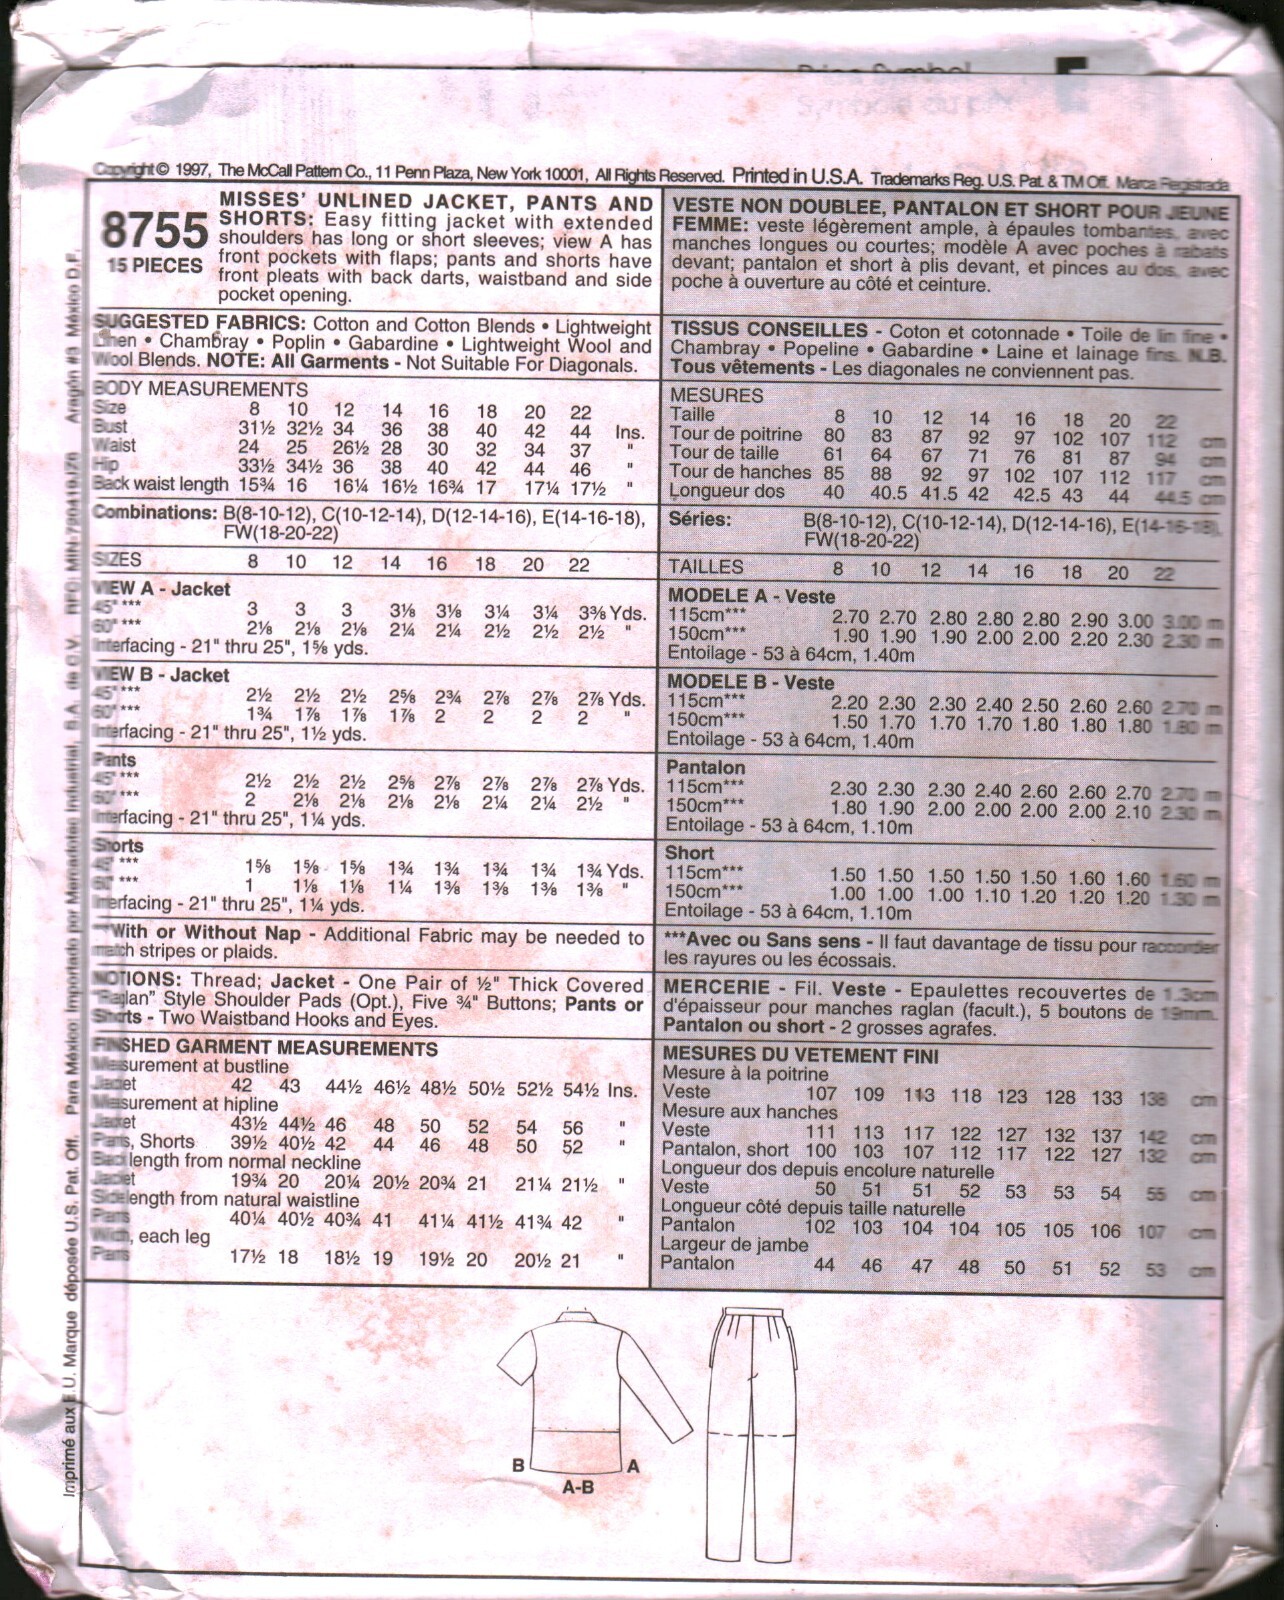 Price Symbol
Copyright © 1997, The McCall Pattern Co., 11 Penn Plaza, New York 10001, All Rights Reserved. Printed in U.S.A. Trademarks Reg. U.S. Pat. & TM Off. Marca Registrada
8755
15 PIECES
MISSES' UNLINED JACKET, PANTS AND
SHORTS: Easy fitting jacket with extended
shoulders has long or short sleeves; view A has
front pockets with flaps; pants and shorts have
front pleats with back darts, waistband and side
pocket opening.
SUGGESTED FABRICS: Cotton and Cotton Blends • Lightweight
Linen • Chambray • Poplin • Gabardine • Lightweight Wool and
Wool Blends. NOTE: All Garments - Not Suitable For Diagonals.
BODY MEASUREMENTS
Size 8 10 12 14 16 18 20 22
Bust 31½ 32½ 34 36 38 40 42 44 Ins.
Waist 24 25 26½ 28 30 32 34 37 "
Hip 33½ 34½ 36 38 40 42 44 46 "
Back waist length 15¾ 16 16¼ 16½ 16¾ 17 17¼ 17½ "
Combinations: B(8-10-12), C(10-12-14), D(12-14-16), E(14-16-18),
FW(18-20-22)
SIZES 8 10 12 14 16 18 20 22
VIEW A - Jacket
45" *** 3 3 3 3⅛ 3⅛ 3¼ 3¼ 3⅜ Yds.
60" *** 2⅛ 2⅛ 2⅛ 2¼ 2¼ 2½ 2½ 2½ "
Interfacing - 21" thru 25", 1⅝ yds.
VIEW B - Jacket
45" *** 2½ 2½ 2½ 2⅝ 2¾ 2⅞ 2⅞ 2⅞ Yds.
60" *** 1¾ 1⅞ 1⅞ 1⅞ 2 2 2 2 "
Interfacing - 21" thru 25", 1½ yds.
Pants
45" *** 2½ 2½ 2½ 2⅝ 2⅞ 2⅞ 2⅞ 2⅞ Yds.
60" *** 2 2⅛ 2⅛ 2⅛ 2⅛ 2¼ 2¼ 2½ "
Interfacing - 21" thru 25", 1¼ yds.
Shorts
45" *** 1⅝ 1⅝ 1⅝ 1¾ 1¾ 1¾ 1¾ 1¾ Yds.
60" *** 1 1⅛ 1⅛ 1¼ 1⅜ 1⅜ 1⅜ 1⅜ "
Interfacing - 21" thru 25", 1¼ yds.
***With or Without Nap - Additional Fabric may be needed to
match stripes or plaids.
NOTIONS: Thread; Jacket - One Pair of ½" Thick Covered
"Raglan" Style Shoulder Pads (Opt.), Five ¾" Buttons; Pants or
Shorts - Two Waistband Hooks and Eyes.
FINISHED GARMENT MEASUREMENTS
Measurement at bustline
Jacket 42 43 44½ 46½ 48½ 50½ 52½ 54½ Ins.
Measurement at hipline
Jacket 43½ 44½ 46 48 50 52 54 56 "
Pants, Shorts 39½ 40½ 42 44 46 48 50 52 "
Back length from normal neckline
Jacket 19¾ 20 20¼ 20½ 20¾ 21 21¼ 21½ "
Side length from natural waistline
Pants 40¼ 40½ 40¾ 41 41¼ 41½ 41¾ 42 "
Width, each leg
Pants 17½ 18 18½ 19 19½ 20 20½ 21 "
VESTE NON DOUBLEE, PANTALON ET SHORT POUR JEUNE
FEMME: veste légèrement ample, à épaules tombantes, avec
manches longues ou courtes; modèle A avec poches à rabats
devant; pantalon et short à plis devant, et pinces au dos, avec
poche à ouverture au côté et ceinture.
TISSUS CONSEILLES - Coton et cotonnade • Toile de lin fine •
Chambray • Popeline • Gabardine • Laine et lainage fins. N.B.
Tous vêtements - Les diagonales ne conviennent pas.
MESURES
Taille 8 10 12 14 16 18 20 22
Tour de poitrine 80 83 87 92 97 102 107 112 cm
Tour de taille 61 64 67 71 76 81 87 94 cm
Tour de hanches 85 88 92 97 102 107 112 117 cm
Longueur dos 40 40.5 41.5 42 42.5 43 44 44.5 cm
Séries: B(8-10-12), C(10-12-14), D(12-14-16), E(14-16-18),
FW(18-20-22)
TAILLES 8 10 12 14 16 18 20 22
MODELE A - Veste
115cm*** 2.70 2.70 2.80 2.80 2.80 2.90 3.00 3.00 m
150cm*** 1.90 1.90 1.90 2.00 2.00 2.20 2.30 2.30 m
Entoilage - 53 à 64cm, 1.40m
MODELE B - Veste
115cm*** 2.20 2.30 2.30 2.40 2.50 2.60 2.60 2.70 m
150cm*** 1.50 1.70 1.70 1.70 1.80 1.80 1.80 1.80 m
Entoilage - 53 à 64cm, 1.40m
Pantalon
115cm*** 2.30 2.30 2.30 2.40 2.60 2.60 2.70 2.70 m
150cm*** 1.80 1.90 2.00 2.00 2.00 2.00 2.10 2.30 m
Entoilage - 53 à 64cm, 1.10m
Short
115cm*** 1.50 1.50 1.50 1.50 1.50 1.60 1.60 1.60 m
150cm*** 1.00 1.00 1.00 1.10 1.20 1.20 1.20 1.30 m
Entoilage - 53 à 64cm, 1.10m
***Avec ou Sans sens - Il faut davantage de tissu pour raccorder
les rayures ou les écossais.
MERCERIE - Fil. Veste - Epaulettes recouvertes de 1.3cm
d'épaisseur pour manches raglan (facult.), 5 boutons de 19mm.
Pantalon ou short - 2 grosses agrafes.
MESURES DU VETEMENT FINI
Mesure à la poitrine
Veste 107 109 113 118 123 128 133 138 cm
Mesure aux hanches
Veste 111 113 117 122 127 132 137 142 cm
Pantalon, short 100 103 107 112 117 122 127 132 cm
Longueur dos depuis encolure naturelle
Veste 50 51 51 52 53 53 54 55 cm
Longueur côté depuis taille naturelle
Pantalon 102 103 104 104 105 105 106 107 cm
Largeur de jambe
Pantalon 44 46 47 48 50 51 52 53 cm
B
A
A-B
Imprimé aux E.U. Marque déposée U.S. Pat. Off. Para México Importado por Mercadotec Industrial, S.A. de C.V. Aragón #3 México D.F.